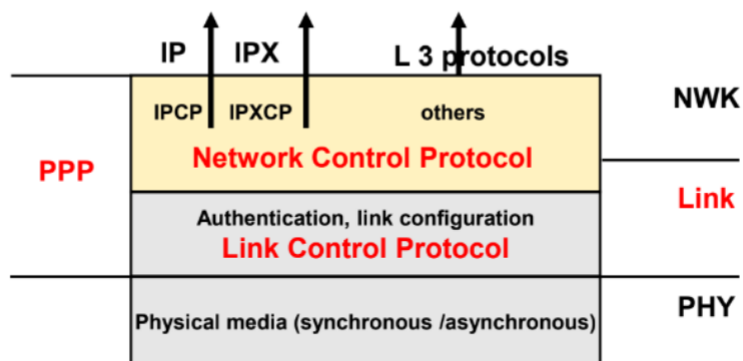 IP IPX L 3 protocols
NWK
IPCP IPXCP others
Network Control Protocol
PPP
Link
Authentication, link configuration
Link Control Protocol
PHY
Physical media (synchronous /asynchronous)